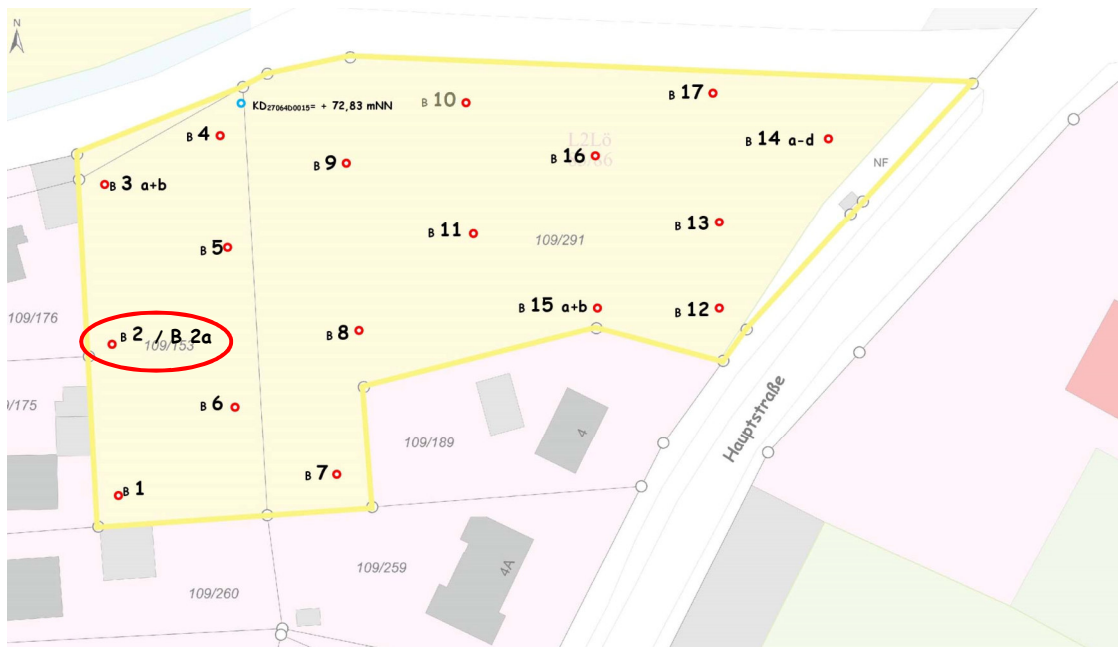 N
KD27064D0015= + 72,83 mNN
B 10
B 17
B 4
B 14 a-d
L2Lö
B 9
B 16
NF
B 3 a+b
B 13
B 11
109/291
B 5
B 15 a+b
B 12
109/176
B 8
B 2 / B 2a
109/153
Hauptstraße
B 6
/175
4
109/189
B 7
B 1
109/259
4A
109/260